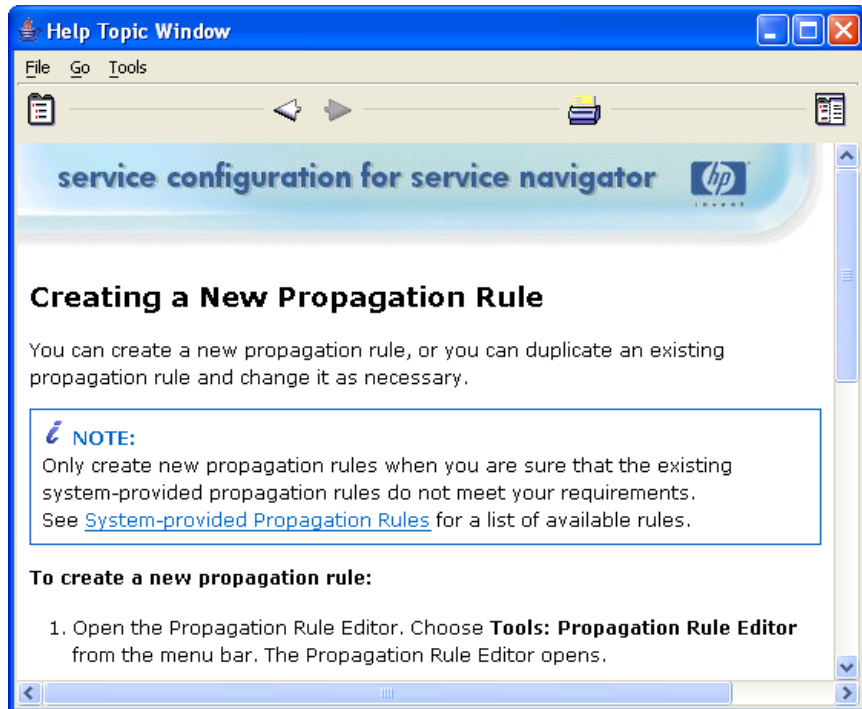 Help Topic Window
File Go Tools
service configuration for service navigator
hp
invent
Creating a New Propagation Rule
You can create a new propagation rule, or you can duplicate an existing
propagation rule and change it as necessary.
i NOTE:
Only create new propagation rules when you are sure that the existing
system-provided propagation rules do not meet your requirements.
See System-provided Propagation Rules for a list of available rules.
To create a new propagation rule:
1. Open the Propagation Rule Editor. Choose Tools: Propagation Rule Editor
from the menu bar. The Propagation Rule Editor opens.